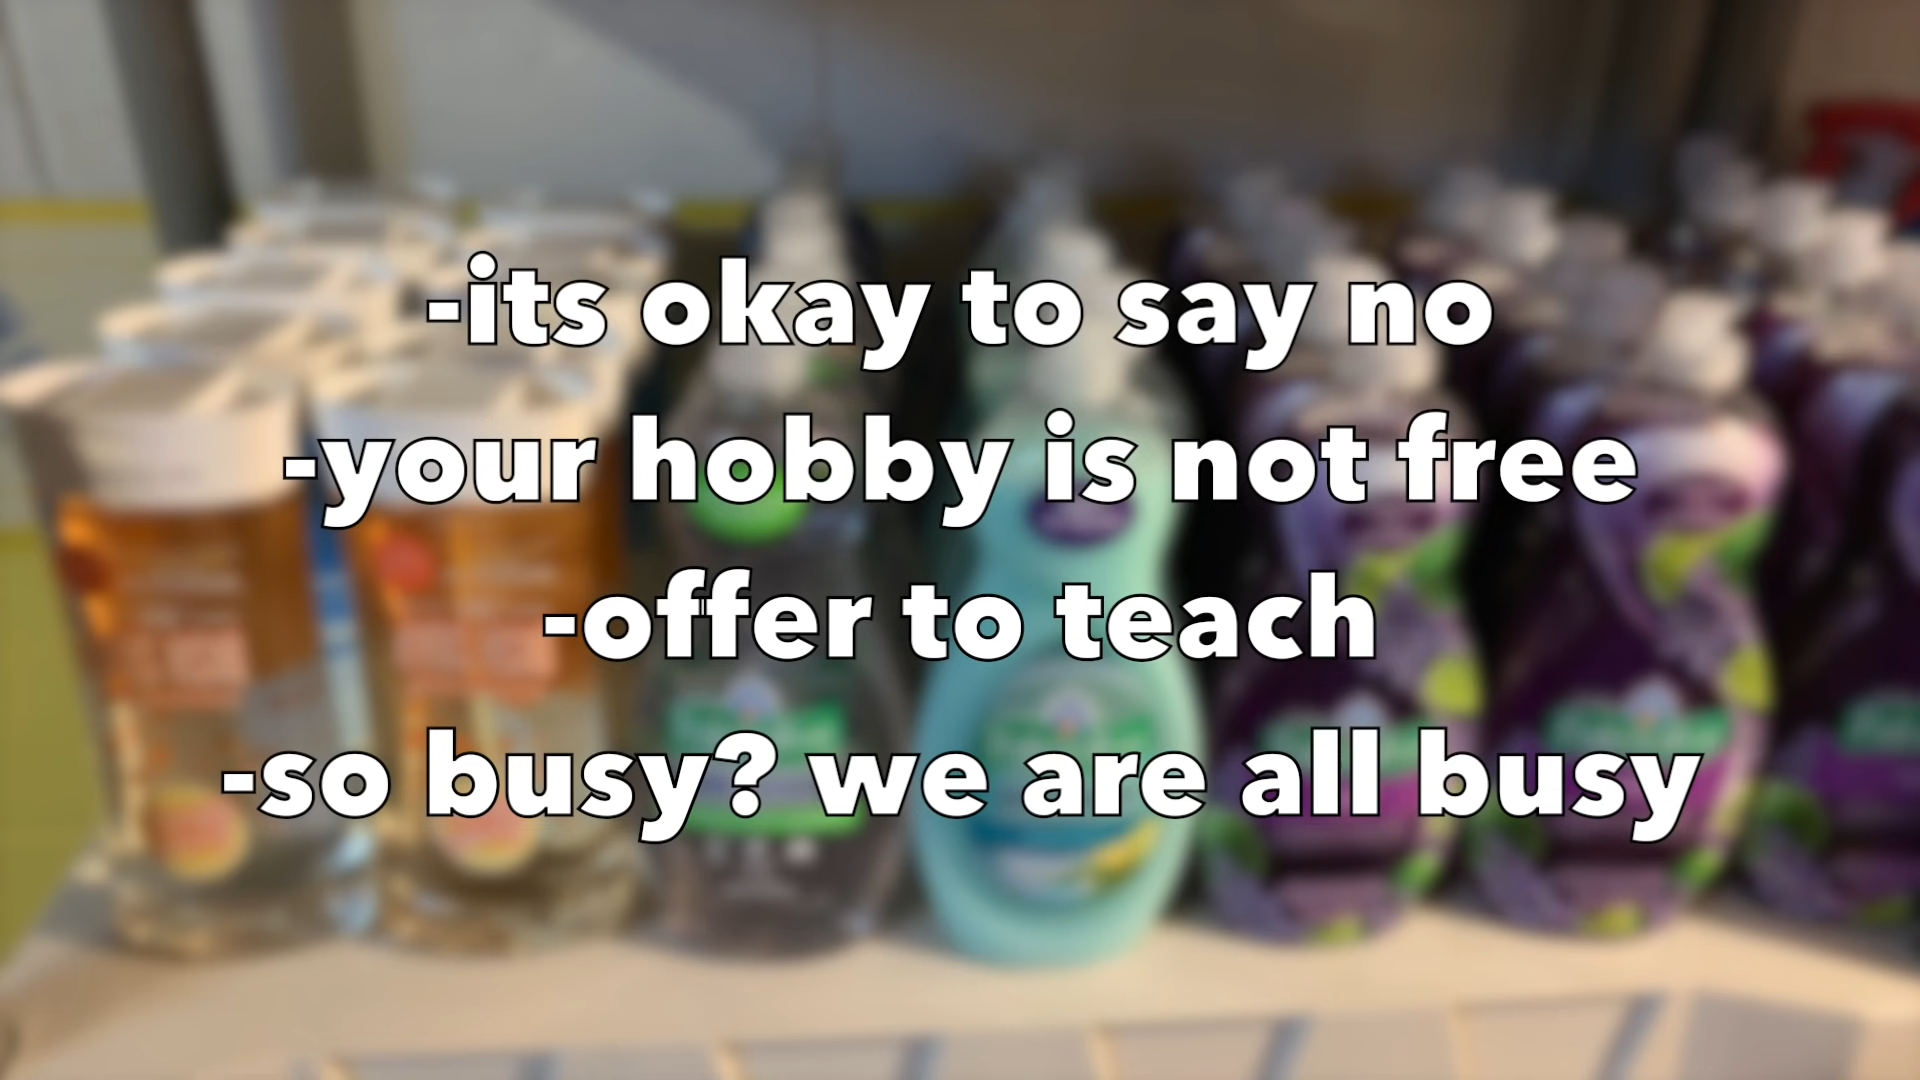 -its okay to say no
-your hobby is not free
-offer to teach
-so busy? we are all busy